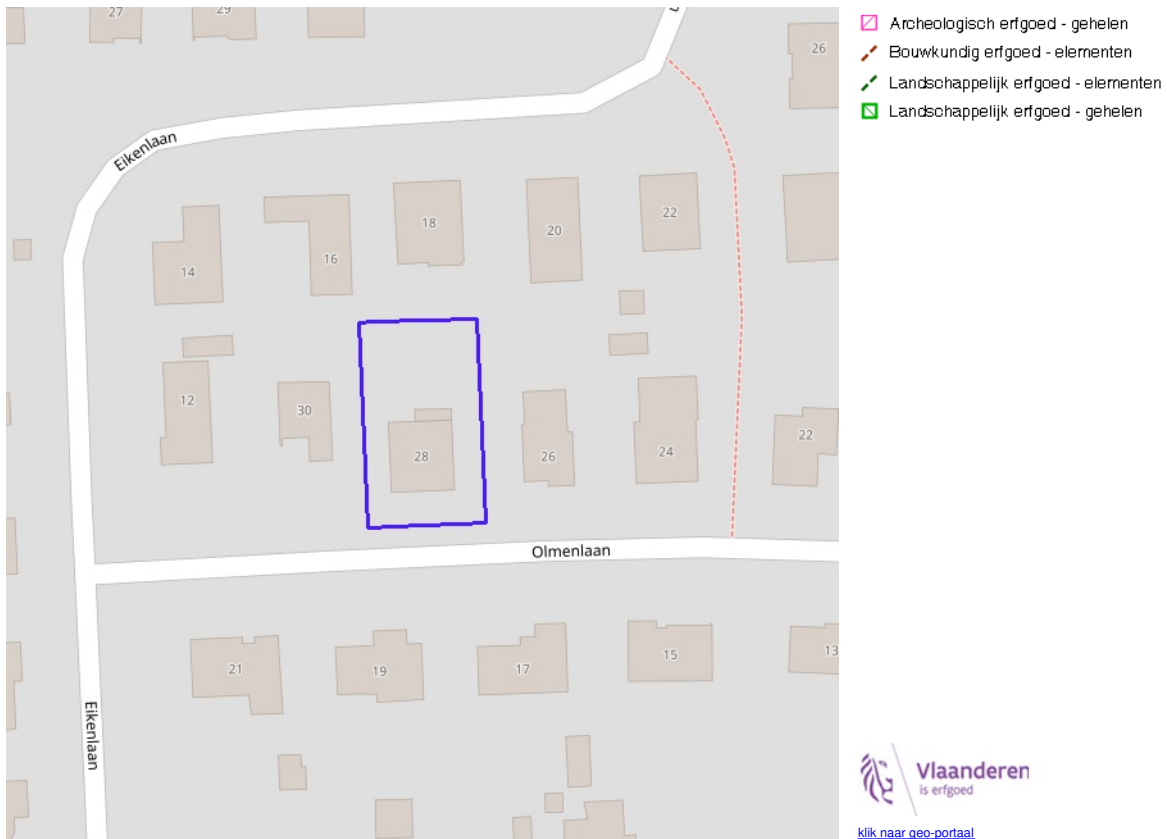 27
29
26
Archeologisch erfgoed - gehelen
Bouwkundig erfgoed - elementen
Landschappelijk erfgoed - elementen
Landschappelijk erfgoed - gehelen
Eikenlaan
14
16
18
20
22
12
30
28
26
24
22
Olmenlaan
21
19
17
15
13
Eikenlaan
Vlaanderen
is erfgoed
klik naar geo-portaal